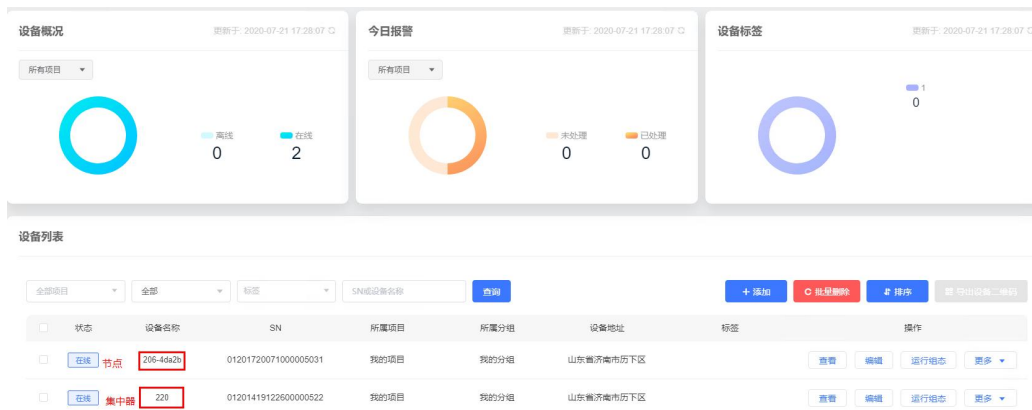 设备概况 更新于: 2020-07-21 17:28:07
所有项目
离线 在线
0 2
今日报警 更新于: 2020-07-21 17:28:07
所有项目
未处理 已处理
0 0
设备标签 更新于: 2020-07-21 17:28:07
1
0
设备列表
全部项目 全部 标签 SN或设备名称 查询 + 添加 批量删除 排序 导出设备二维码
状态 设备名称 SN 所属项目 所属分组 设备地址 标签 操作
在线 节点 206-4da2b 01201720071000005031 我的项目 我的分组 山东省济南市历下区 查看 编辑 运行组态 更多
在线 集中器 220 01201419122600000522 我的项目 我的分组 山东省济南市历下区 查看 编辑 运行组态 更多